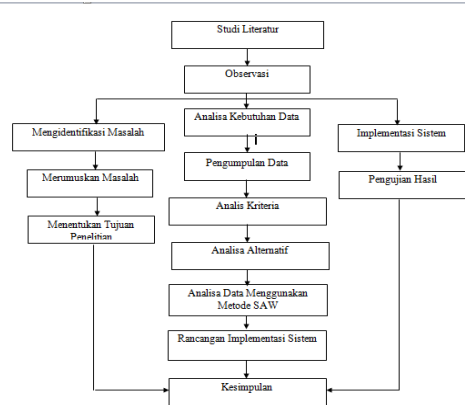 Studi Literatur
Observasi
Mengidentifikasi Masalah
Merumuskan Masalah
Menentukan Tujuan
Penelitian
Analisa Kebutuhan Data
Pengumpulan Data
Analis Kriteria
Analisa Alternatif
Analisa Data Menggunakan
Metode SAW
Rancangan Implementasi Sistem
Implementasi Sistem
Pengujian Hasil
Kesimpulan